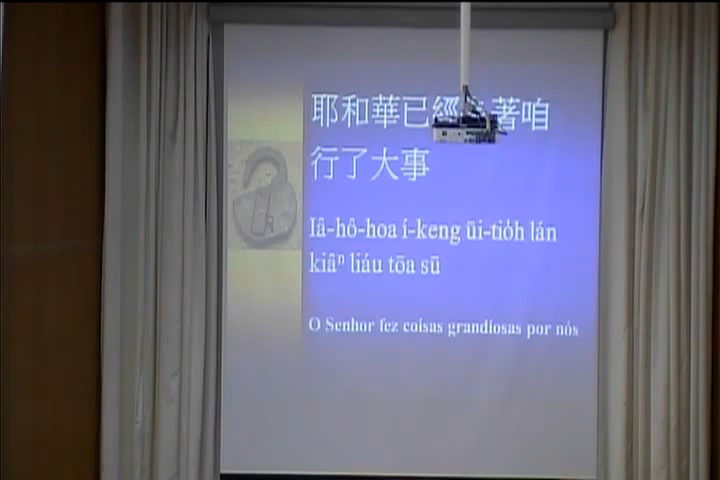 耶和華已經 著咱
行了大事
Iâ-hô-hoa í-keng ūi-tio̍h lán
kiâⁿ liáu tōa sū
O Senhor fez coisas grandiosas por nós